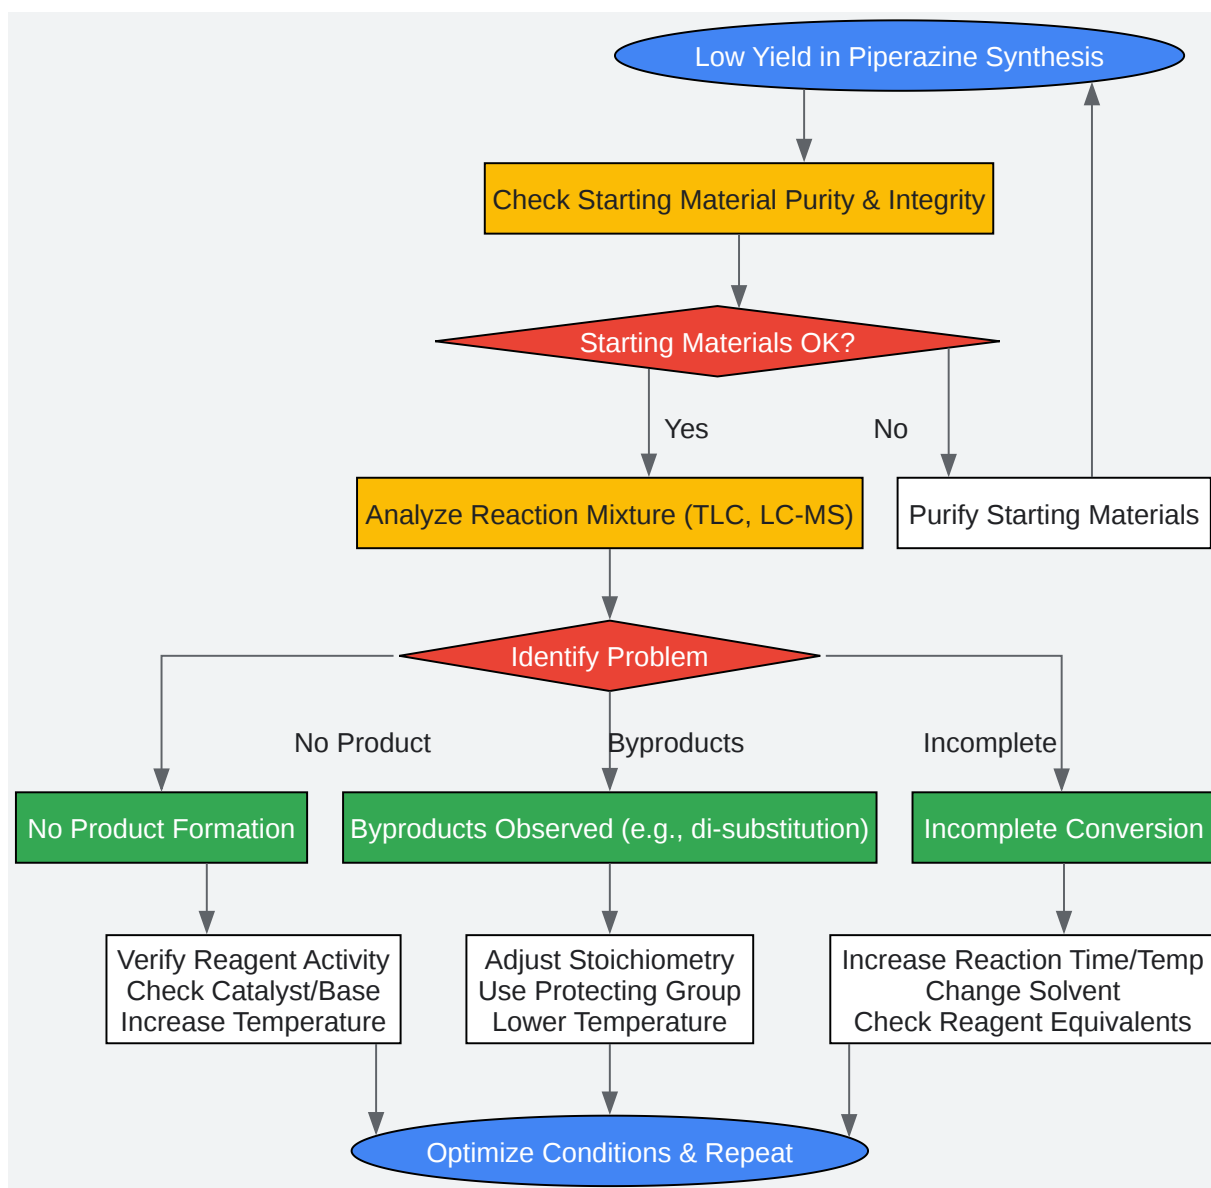 Low Yield in Piperazine Synthesis
Check Starting Material Purity & Integrity
Starting Materials OK?
Yes
No
Analyze Reaction Mixture (TLC, LC-MS)
Purify Starting Materials
Identify Problem
No Product
Byproducts
Incomplete
No Product Formation
Byproducts Observed (e.g., di-substitution)
Incomplete Conversion
Verify Reagent Activity
Check Catalyst/Base
Increase Temperature
Adjust Stoichiometry
Use Protecting Group
Lower Temperature
Increase Reaction Time/Temp
Change Solvent
Check Reagent Equivalents
Optimize Conditions & Repeat